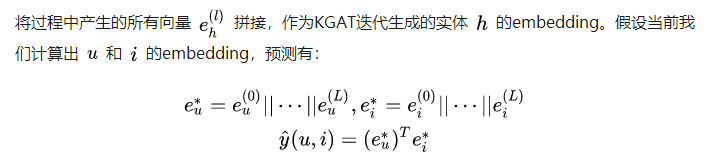 将过程中产生的所有向量 e_h^{(l)} 拼接，作为KGAT迭代生成的实体 h 的embedding。假设当前我
们计算出 u 和 i 的embedding，预测有：
e_u^* = e_u^{(0)}||···||e_u^{(L)}, e_i^* = e_i^{(0)}||···||e_i^{(L)}
ŷ(u, i) = (e_u^*)^T e_i^*